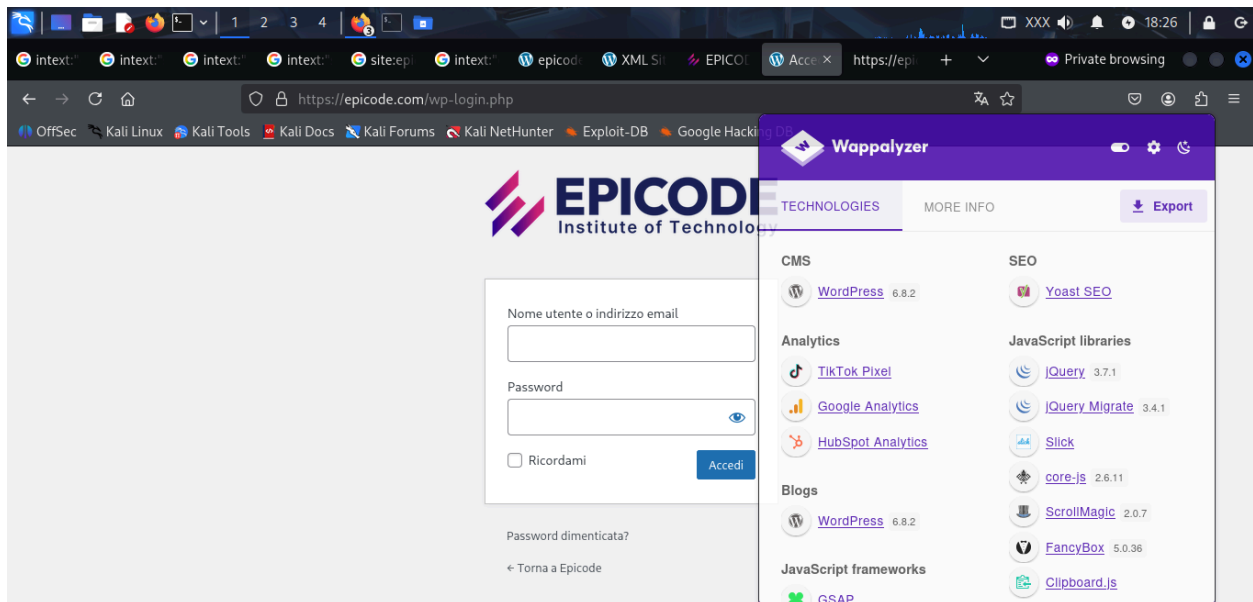 1 2 3 4 3 XXX 18:26
intext:" intext:" intext:" intext:" site:epi intext:" epicode XML Sit EPICOD Acce× https://epi Private browsing
https://epicode.com/wp-login.php
OffSec Kali Linux Kali Tools Kali Docs Kali Forums Kali NetHunter Exploit-DB Google Hacking DB
Wappalyzer
EPICODE
Institute of Technology
TECHNOLOGIES MORE INFO Export
CMS
WordPress 6.8.2
Analytics
TikTok Pixel
Google Analytics
HubSpot Analytics
Blogs
WordPress 6.8.2
JavaScript frameworks
GSAP
SEO
Yoast SEO
JavaScript libraries
jQuery 3.7.1
jQuery Migrate 3.4.1
Slick
core-js 2.6.11
ScrollMagic 2.0.7
FancyBox 5.0.36
Clipboard.js
Nome utente o indirizzo email
Password
Ricordami Accedi
Password dimenticata?
← Torna a Epicode